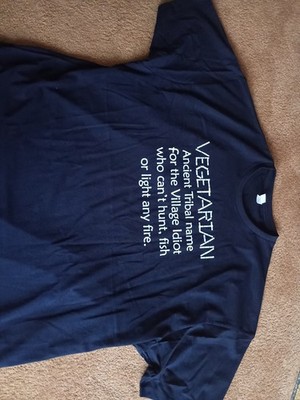 VEGETARIAN
Ancient Tribal name
for the Village Idiot
who can't hunt, fish
or light any fire.